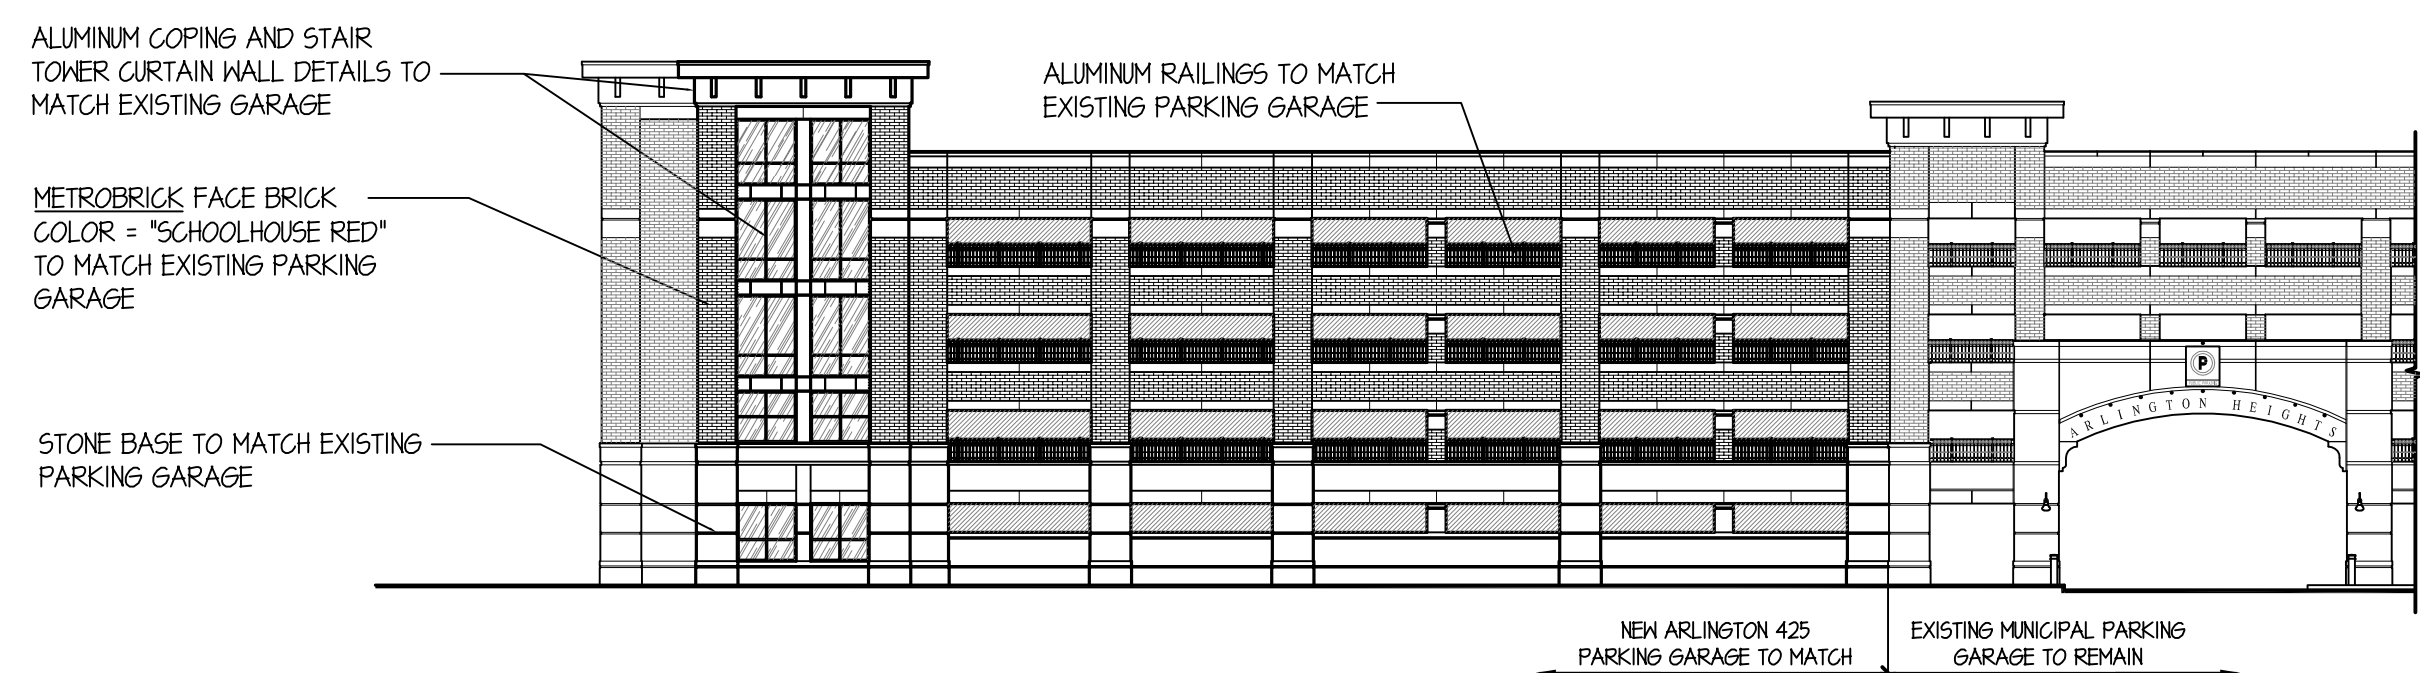 ALUMINUM COPING AND STAIR
TOWER CURTAIN WALL DETAILS TO
MATCH EXISTING GARAGE
ALUMINUM RAILINGS TO MATCH
EXISTING PARKING GARAGE
METROBRICK FACE BRICK
COLOR = "SCHOOLHOUSE RED"
TO MATCH EXISTING PARKING
GARAGE
STONE BASE TO MATCH EXISTING
PARKING GARAGE
P
ARLINGTON HEIGHTS
NEW ARLINGTON 425
PARKING GARAGE TO MATCH
EXISTING MUNICIPAL PARKING
GARAGE TO REMAIN